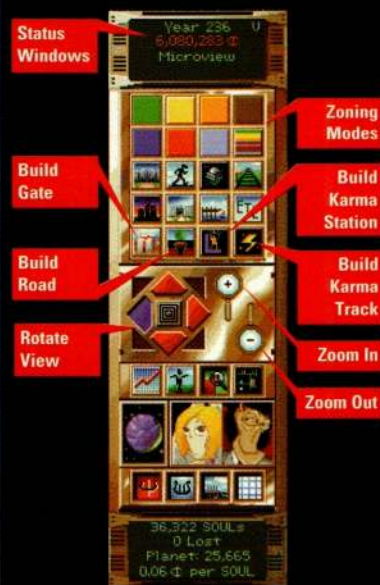 Status
Windows
Year 236 V
6,080,283
Microview
Zoning
Modes
Build
Gate
Build
Karma
Station
Build
Road
Build
Karma
Track
Rotate
View
+
Zoom In
-
Zoom Out
36,322 SOULs
0 Lost
Planet: 25,665
0.06 per SOUL